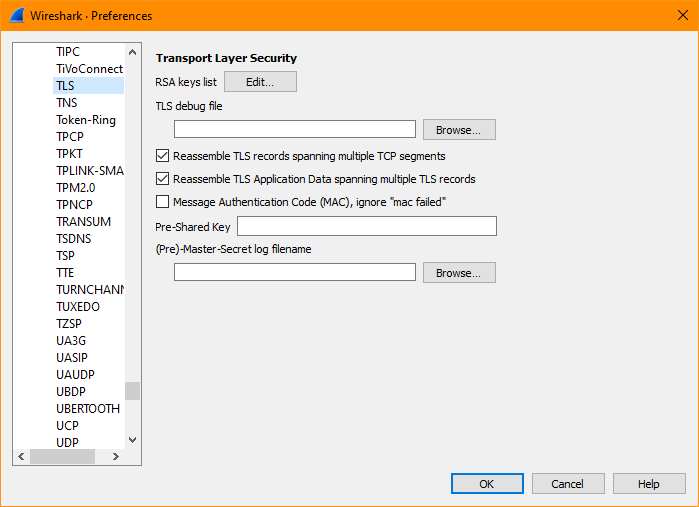 Wireshark · Preferences
TIPC
TiVoConnect
TLS
TNS
Token-Ring
TPCP
TPKT
TPLINK-SMA
TPM2.0
TPNCP
TRANSUM
TSDNS
TSP
TTE
TURNCHANN
TUXEDO
TZSP
UA3G
UASIP
UAUDP
UBDP
UBERTOOTH
UCP
UDP
Transport Layer Security
RSA keys list Edit...
TLS debug file
Browse...
Reassemble TLS records spanning multiple TCP segments
Reassemble TLS Application Data spanning multiple TLS records
Message Authentication Code (MAC), ignore "mac failed"
Pre-Shared Key
(Pre)-Master-Secret log filename
Browse...
OK Cancel Help